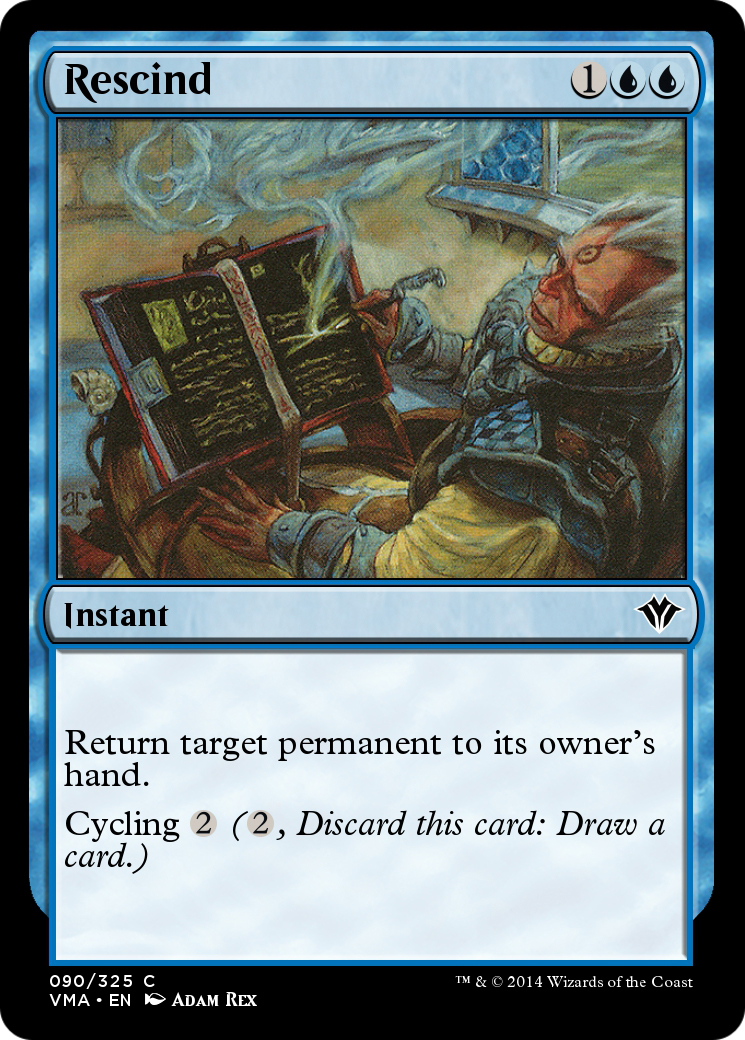 Rescind 1
Instant
Return target permanent to its owner's
hand.
Cycling 2 (2, Discard this card: Draw a
card.)
090/325 C
™ & © 2014 Wizards of the Coast
VMA • EN Adam Rex